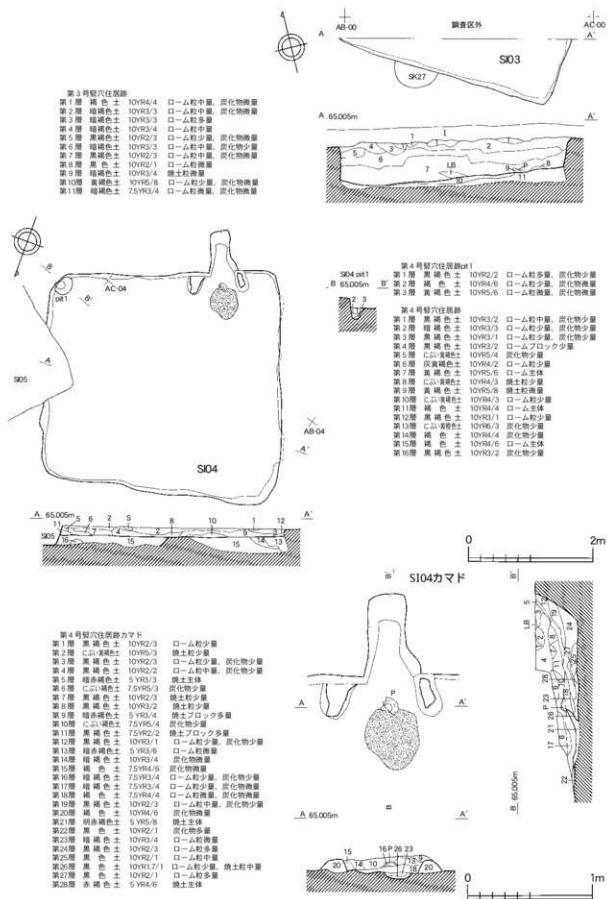 AB-00
AC-00
A
調査区外
A'
SI03
SK27
第3号竪穴住居跡
第1層 褐色土 10YR4/4 ローム粒中量、炭化物微量
第2層 暗褐色土 10YR3/3 ローム粒中量、炭化物微量
第3層 暗褐色土 10YR3/3 ローム粒多量
第4層 暗褐色土 10YR3/4 ローム粒中量
第5層 黒褐色土 10YR2/3 ローム粒少量、炭化物微量
第6層 暗褐色土 10YR3/3 ローム粒中量、炭化物少量
第7層 黒褐色土 10YR2/3 ローム粒中量、炭化物微量
第8層 黒色土 10YR2/1 ローム粒微量
第9層 暗褐色土 10YR3/4 焼土粒微量
第10層 黄褐色土 10YR5/8 ローム粒少量、炭化物微量
第11層 暗褐色土 7.5YR3/4 ローム粒微量、炭化物微量
A 65.005m
A'
1 I
5 4 3 2
6 7 LB 10 9 P 11 8
B
B'
pit1
AC-04
A
SI05
SI04
AB-04
A'
SI04 pit1
B 65.005m B'
2 3
第4号竪穴住居跡pit1
第1層 黒褐色土 10YR2/2 ローム粒多量、炭化物少量
第2層 褐色土 10YR4/6 ローム粒少量、炭化物微量
第3層 黄褐色土 10YR5/6 ローム粒微量、炭化物微量
第4号竪穴住居跡
第1層 黒褐色土 10YR3/2 ローム粒中量、炭化物少量
第2層 暗褐色土 10YR3/3 ローム粒少量、炭化物少量
第3層 黒褐色土 10YR3/1 ローム粒少量、炭化物少量
第4層 黒褐色土 10YR3/2 ロームブロック少量
第5層 にぶい黄褐色土 10YR5/4 炭化物少量
第6層 灰黄褐色土 10YR4/2 ローム粒少量
第7層 黄褐色土 10YR5/6 ローム主体
第8層 にぶい黄褐色土 10YR4/3 焼土粒少量
第9層 黄褐色土 10YR5/8 焼土粒微量
第10層 にぶい黄褐色土 10YR4/3 ローム粒少量
第11層 褐色土 10YR4/4 ローム主体
第12層 黒褐色土 10YR3/1 ローム粒少量
第13層 にぶい黄橙色土 10YR6/3 炭化物少量
第14層 褐色土 10YR4/4 炭化物少量
第15層 褐色土 10YR4/6 ローム主体
第16層 黒褐色土 10YR3/2 炭化物少量
A 65.005m
A'
11 5 6 2 S 8 10 1 12
SI05 7 4 2 9 3
16 15 15 14 13
0 2m
SI04カマド
B'
A
A'
P
B
第4号竪穴住居跡カマド
第1層 黒褐色土 10YR2/3 ローム粒少量
第2層 にぶい黄褐色土 10YR5/3 焼土粒少量
第3層 黒褐色土 10YR2/3 ローム粒少量、炭化物少量
第4層 黒褐色土 10YR2/2 ローム粒中量、炭化物少量
第5層 暗赤褐色土 5YR3/3 焼土主体
第6層 にぶい褐色土 7.5YR5/3 炭化物少量
第7層 黒褐色土 10YR2/3 焼土粒少量
第8層 黒褐色土 10YR3/2 焼土粒少量
第9層 暗赤褐色土 5YR3/4 焼土ブロック多量
第10層 にぶい褐色土 7.5YR5/4 炭化物少量
第11層 黒褐色土 7.5YR2/2 焼土ブロック多量
第12層 黒褐色土 10YR3/1 ローム粒少量、炭化物少量
第13層 暗赤褐色土 5YR3/6 ローム粒微量
第14層 暗褐色土 10YR3/4 炭化物微量
第15層 褐色土 7.5YR4/6 炭化物微量
第16層 暗褐色土 7.5YR3/4 ローム粒少量、炭化物少量
第17層 暗褐色土 7.5YR3/4 ローム粒少量、炭化物微量
第18層 褐色土 7.5YR4/4 ローム粒微量、炭化物微量
第19層 黒褐色土 10YR2/3 ローム粒中量、炭化物少量
第20層 褐色土 10YR4/6 炭化物微量
第21層 明赤褐色土 5YR5/8 焼土主体
第22層 黒色土 10YR2/1 炭化物多量
第23層 暗褐色土 10YR3/4 ローム粒微量
第24層 黒褐色土 10YR2/3 ローム粒多量
第25層 黒色土 10YR2/1 ローム粒中量
第26層 黒色土 10YR1.7/1 ローム粒少量、焼土粒中量
第27層 黒色土 10YR2/1 ローム粒多量
第28層 赤褐色土 5YR4/6 焼土主体
A 65.005m
A'
15 16 P 26 23
20 14 10 13 9 18 20
B'
B 65.005m
0 1m